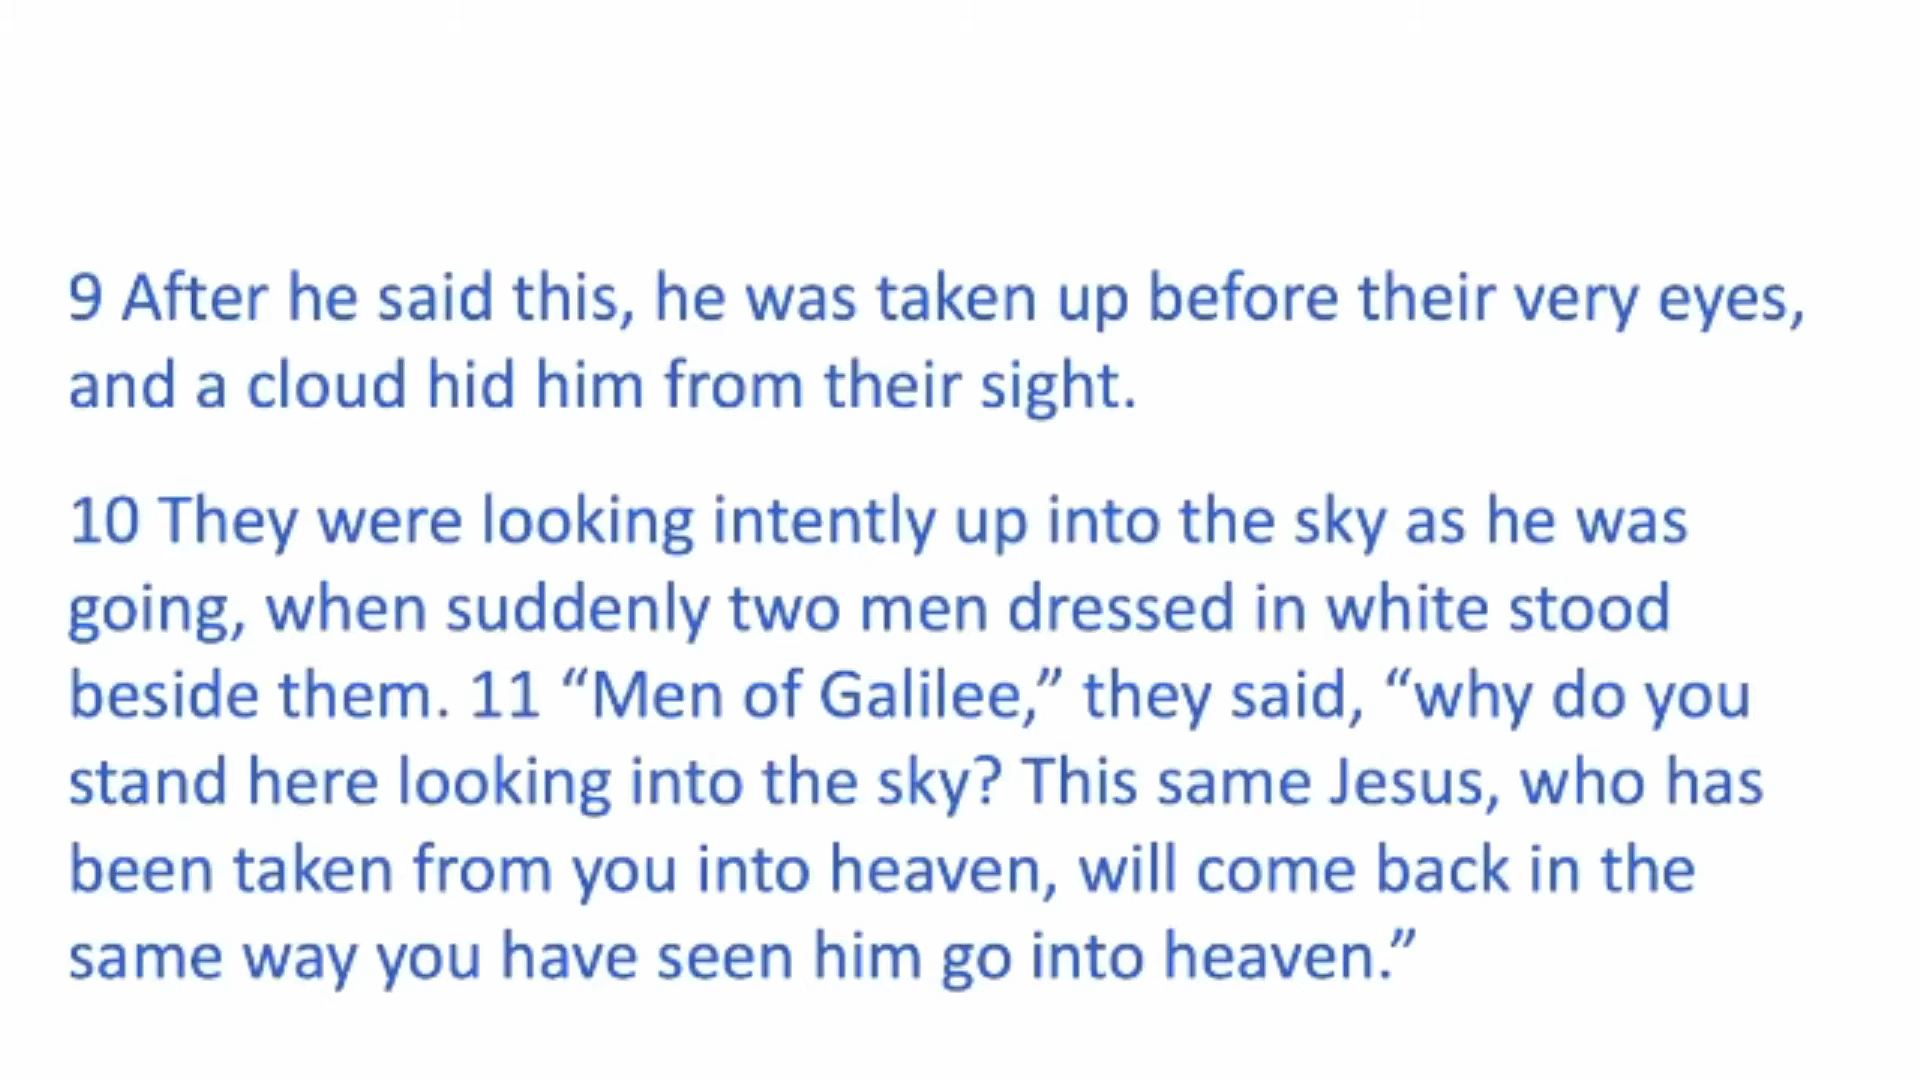 9 After he said this, he was taken up before their very eyes,
and a cloud hid him from their sight.
10 They were looking intently up into the sky as he was
going, when suddenly two men dressed in white stood
beside them. 11 “Men of Galilee,” they said, “why do you
stand here looking into the sky? This same Jesus, who has
been taken from you into heaven, will come back in the
same way you have seen him go into heaven.”